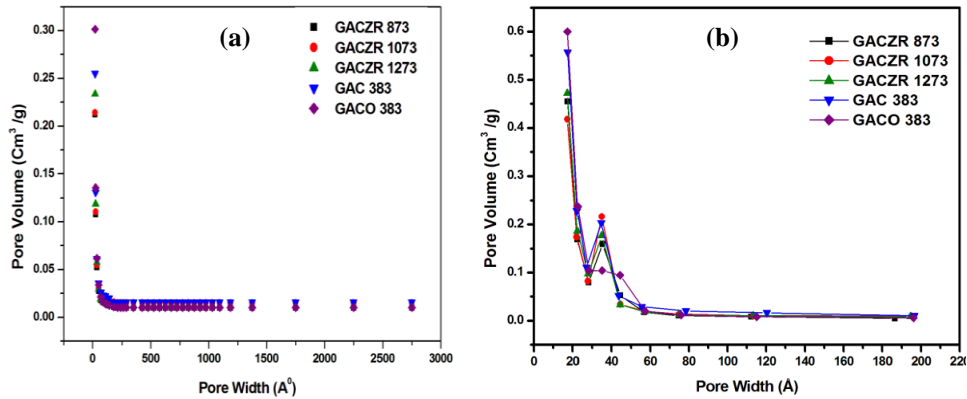 (a)
GACZR 873
GACZR 1073
GACZR 1273
GAC 383
GACO 383
Pore Volume (Cm³ /g)
0.30
0.25
0.20
0.15
0.10
0.05
0.00
0 500 1000 1500 2000 2500 3000
Pore Width (A⁰)
(b)
GACZR 873
GACZR 1073
GACZR 1273
GAC 383
GACO 383
Pore Volume (Cm³ /g)
0.6
0.5
0.4
0.3
0.2
0.1
0.0
0 20 40 60 80 100 120 140 160 180 200 220
Pore Width (Å)